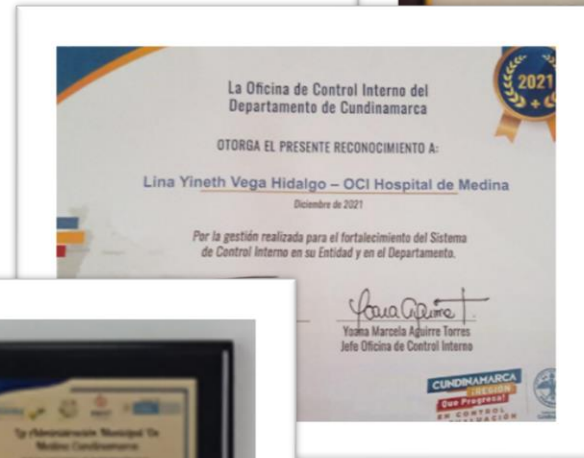 2021
La Oficina de Control Interno del
Departamento de Cundinamarca
OTORGA EL PRESENTE RECONOCIMIENTO A:
Lina Yineth Vega Hidalgo – OCI Hospital de Medina
Diciembre de 2021
Por la gestión realizada para el fortalecimiento del Sistema
de Control Interno en su Entidad y en el Departamento.
Yoana Marcela Aguirre Torres
Jefe Oficina de Control Interno
CUNDINAMARCA
¡REGIÓN
Que Progresa!
EN CONTROL
La Administración Municipal De
Medina Cundinamarca